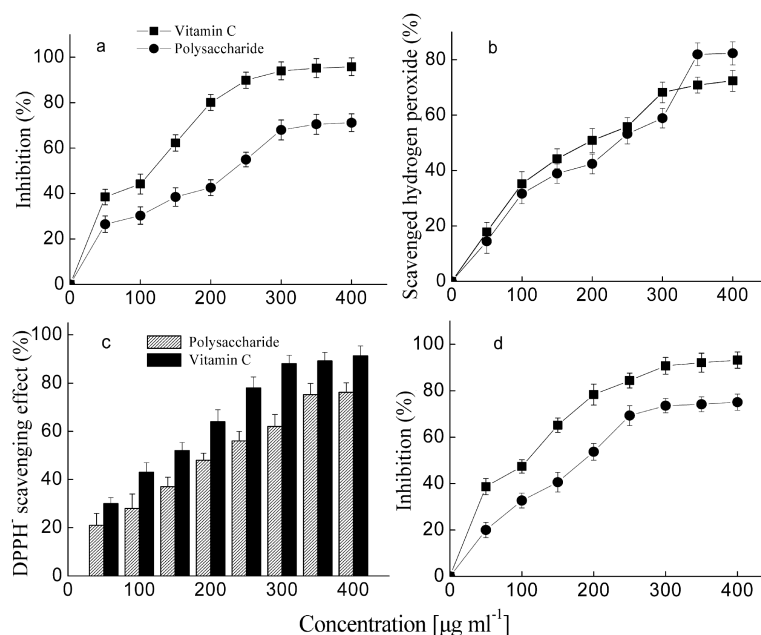 a
Vitamin C
Polysaccharide
Inhibition (%)
100
80
60
40
20
0
0 100 200 300 400
b
Scavenged hydrogen peroxide (%)
80
60
40
20
0
0 100 200 300 400
c
Polysaccharide
Vitamin C
DPPH- scavenging effect (%)
100
80
60
40
20
0
0 100 200 300 400
d
Inhibition (%)
100
80
60
40
20
0
0 100 200 300 400
Concentration [µg ml-1]